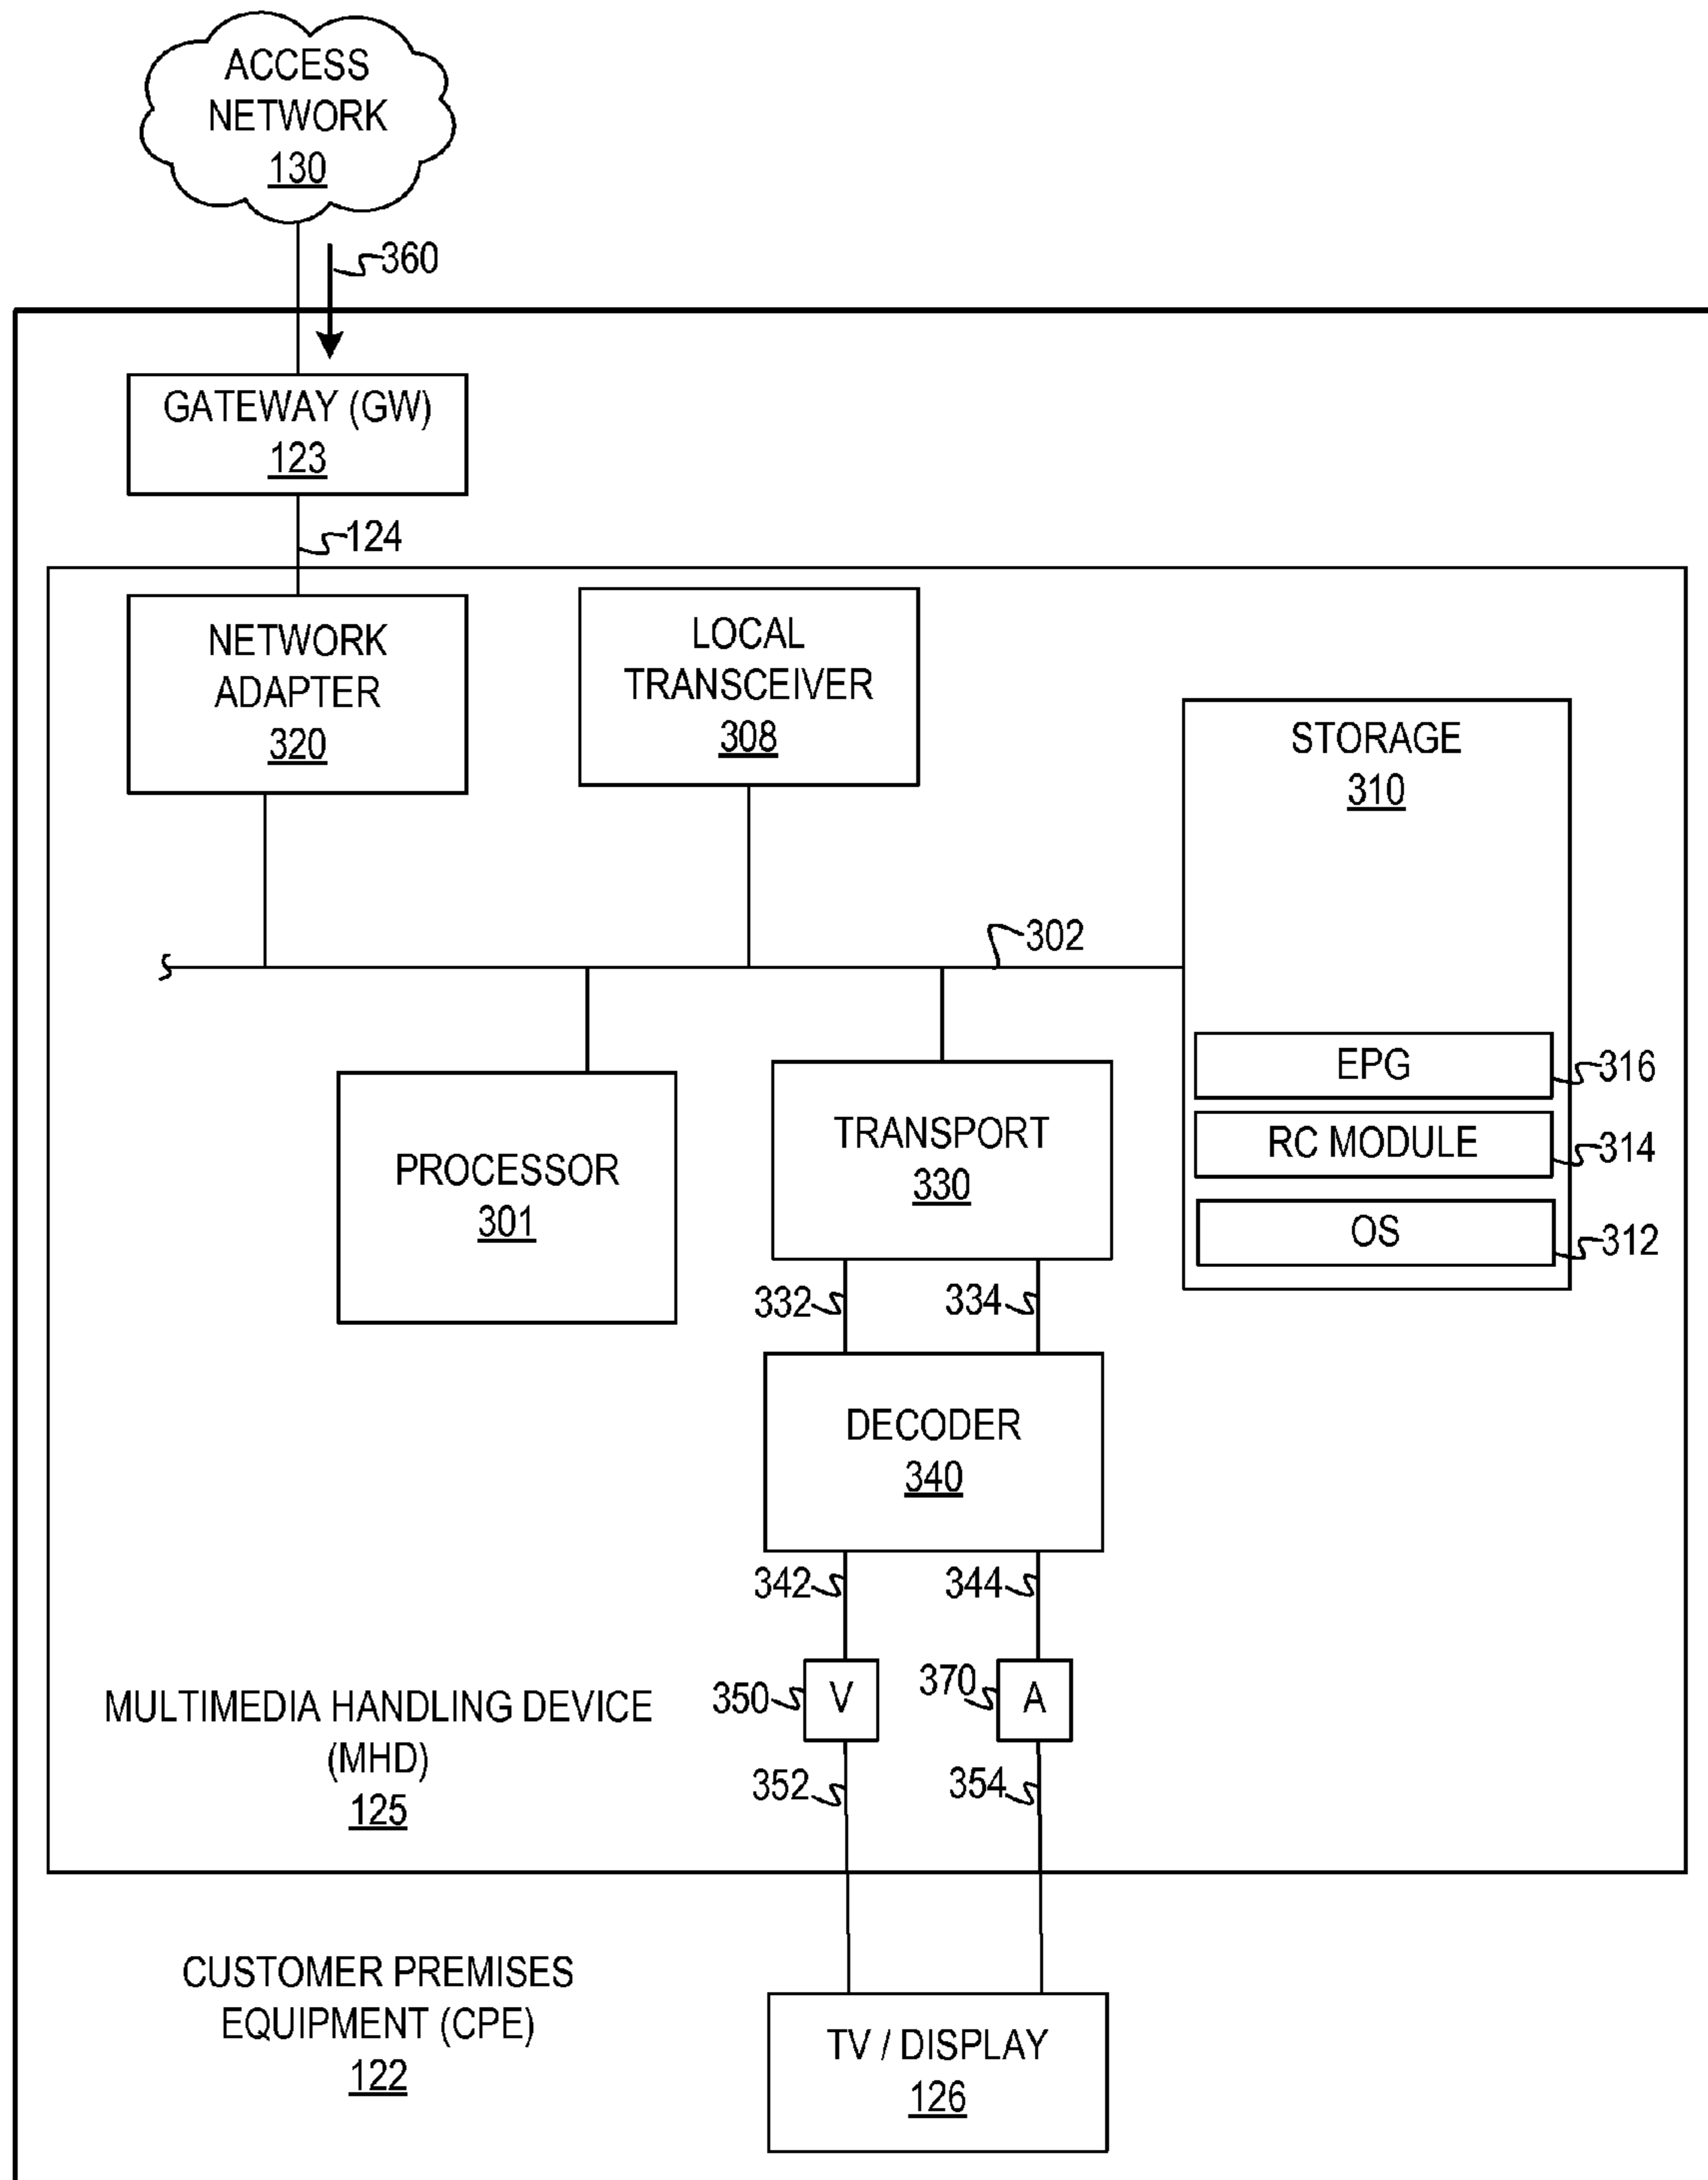 ACCESS
NETWORK
130
360
GATEWAY (GW)
123
124
NETWORK
ADAPTER
320
LOCAL
TRANSCEIVER
308
STORAGE
310
302
EPG
316
RC MODULE
314
OS
312
PROCESSOR
301
TRANSPORT
330
332
334
DECODER
340
342
344
350
V
370
A
352
354
MULTIMEDIA HANDLING DEVICE
(MHD)
125
CUSTOMER PREMISES
EQUIPMENT (CPE)
122
TV / DISPLAY
126